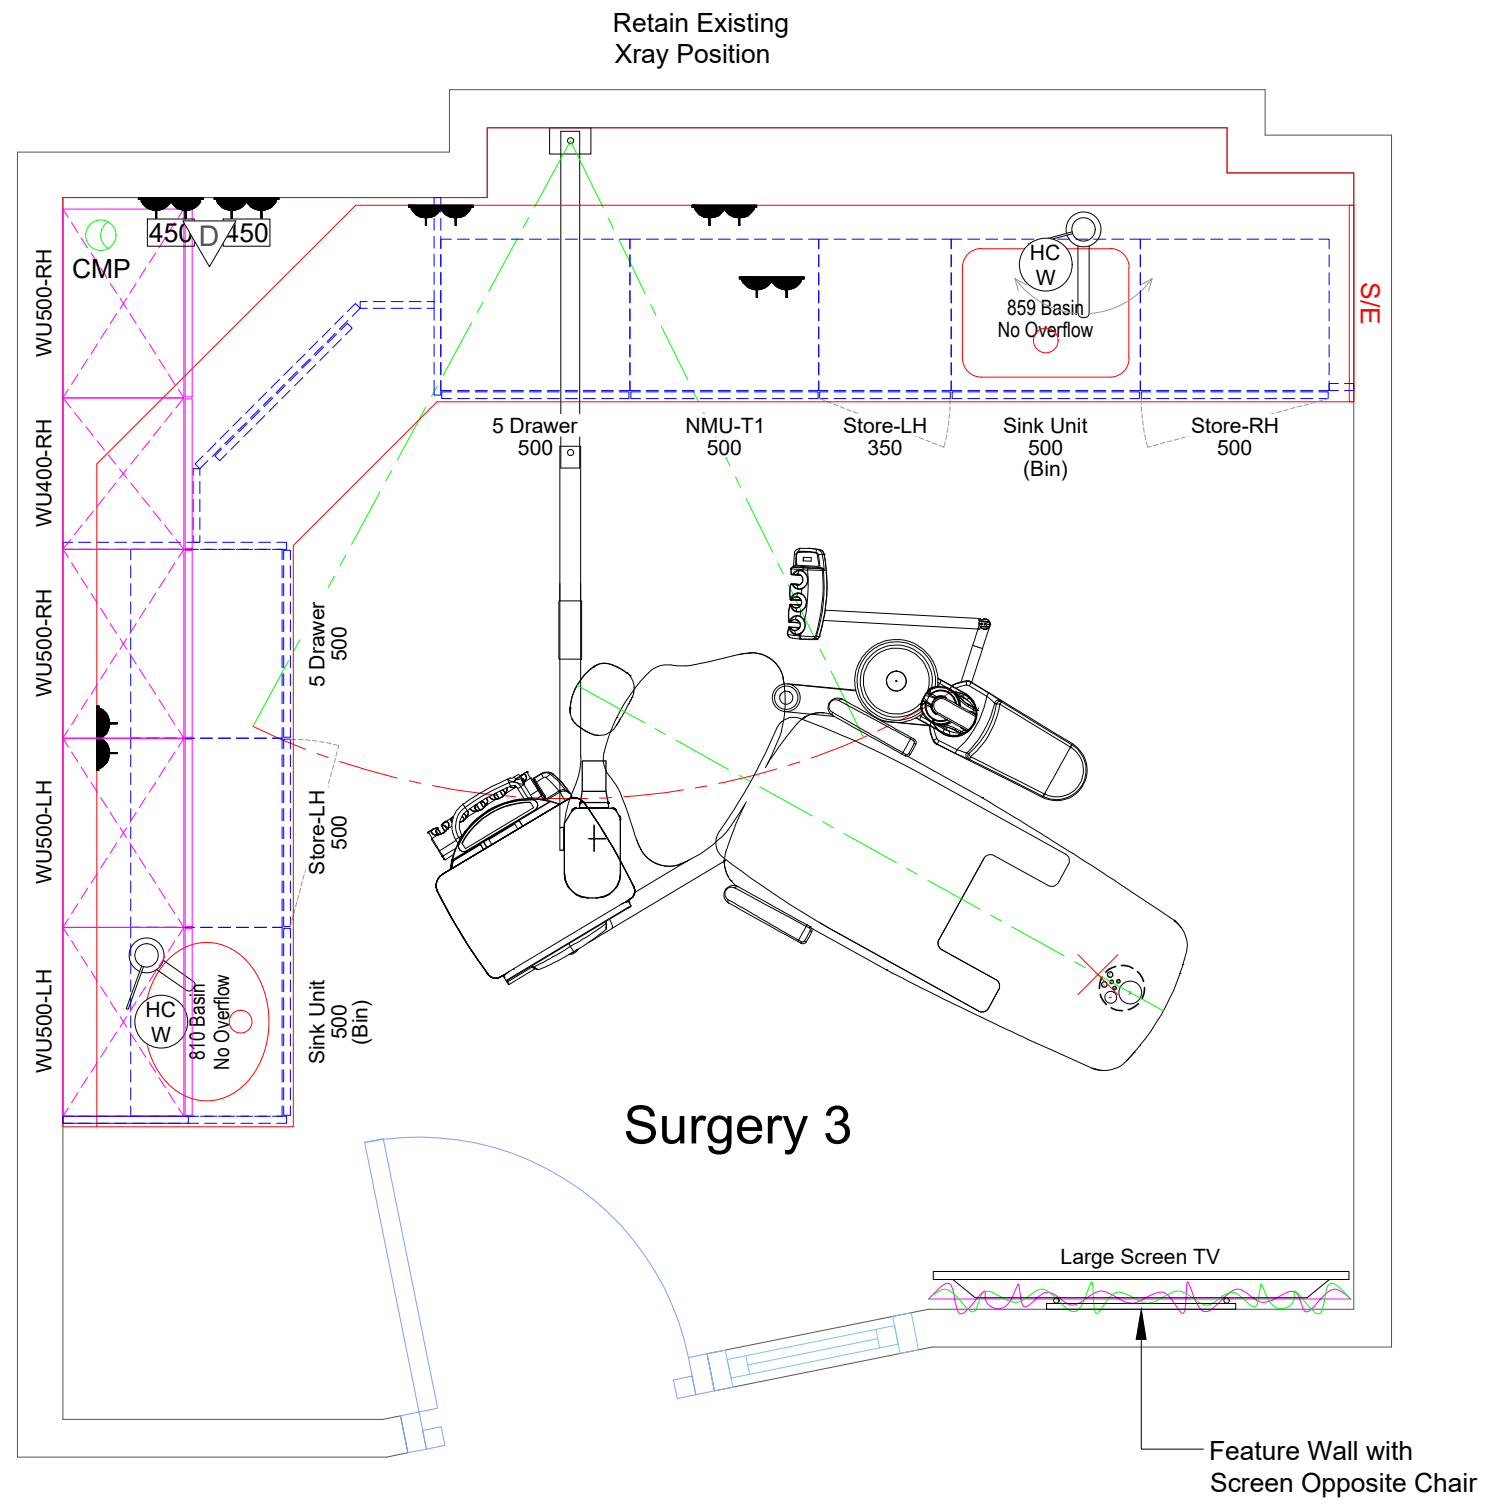 Retain Existing
Xray Position
450
D
450
CMP
WU500-RH
WU400-RH
WU500-RH
WU500-LH
WU500-LH
HC
W
859 Basin
No Overflow
S/E
5 Drawer
500
NMU-T1
500
Store-LH
350
Sink Unit
500
(Bin)
Store-RH
500
5 Drawer
500
Store-LH
500
Sink Unit
500
(Bin)
HC
W
810 Basin
No Overflow
Surgery 3
Large Screen TV
Feature Wall with
Screen Opposite Chair